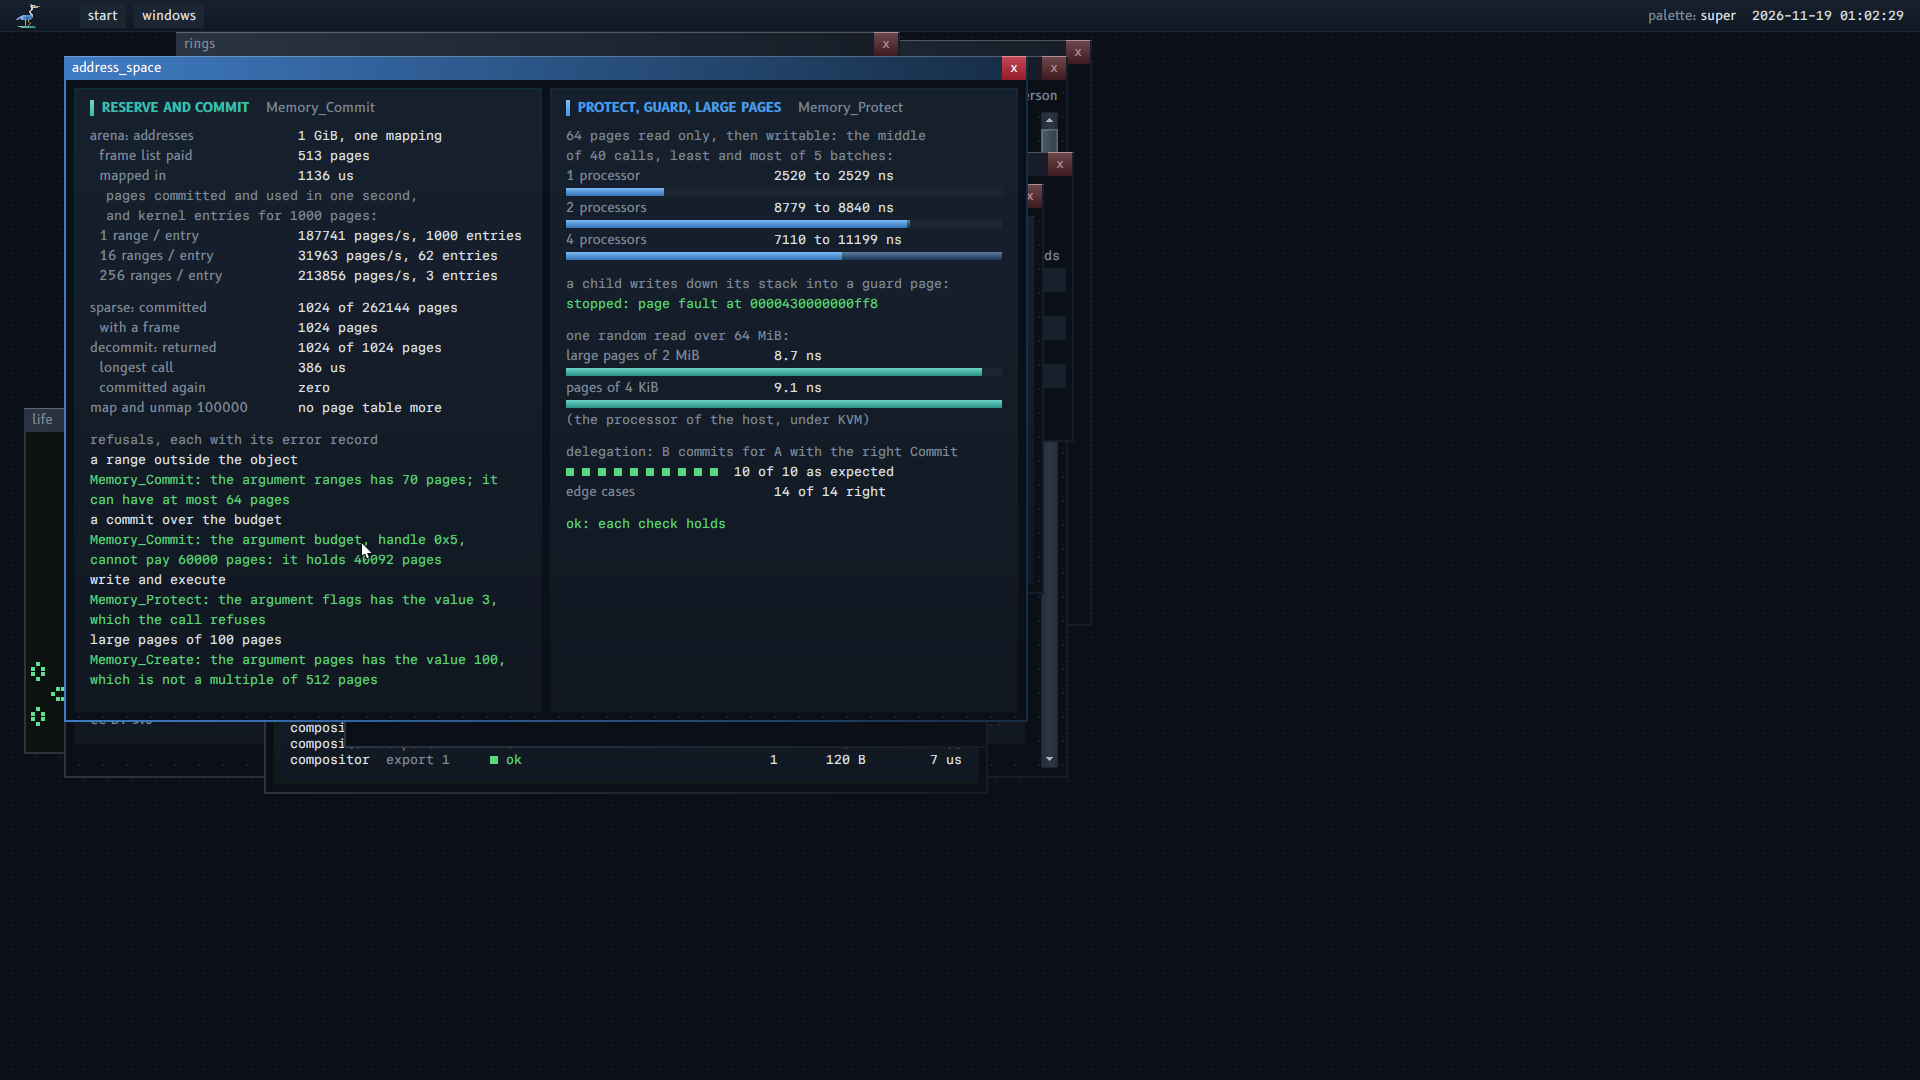 start windows palette: super 2026-11-19 01:02:29
rings x
x
address_space x
x
RESERVE AND COMMIT Memory_Commit
arena: addresses 1 GiB, one mapping
frame list paid 513 pages
mapped in 1136 us
pages committed and used in one second,
and kernel entries for 1000 pages:
1 range / entry 187741 pages/s, 1000 entries
16 ranges / entry 31963 pages/s, 62 entries
256 ranges / entry 213856 pages/s, 3 entries
sparse: committed 1024 of 262144 pages
with a frame 1024 pages
decommit: returned 1024 of 1024 pages
longest call 386 us
committed again zero
map and unmap 100000 no page table more
refusals, each with its error record
a range outside the object
Memory_Commit: the argument ranges has 70 pages; it
can have at most 64 pages
a commit over the budget
Memory_Commit: the argument budget, handle 0x5,
cannot pay 60000 pages: it holds 40092 pages
write and execute
Memory_Protect: the argument flags has the value 3,
which the call refuses
large pages of 100 pages
Memory_Create: the argument pages has the value 100,
which is not a multiple of 512 pages
PROTECT, GUARD, LARGE PAGES Memory_Protect
64 pages read only, then writable: the middle
of 40 calls, least and most of 5 batches:
1 processor 2520 to 2529 ns
2 processors 8779 to 8840 ns
4 processors 7110 to 11199 ns
a child writes down its stack into a guard page:
stopped: page fault at 0000430000000ff8
one random read over 64 MiB:
large pages of 2 MiB 8.7 ns
pages of 4 KiB 9.1 ns
(the processor of the host, under KVM)
delegation: B commits for A with the right Commit
10 of 10 as expected
edge cases 14 of 14 right
ok: each check holds
erson
x
x
ds
life
composi
composi
compositor export 1 ok 1 120 B 7 us